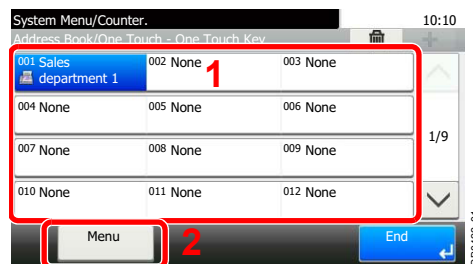 System Menu/Counter. 10:10
Address Book/One Touch - One Touch Key
001 Sales department 1 002 None 003 None
1
004 None 005 None 006 None
1/9
007 None 008 None 009 None
010 None 011 None 012 None
Menu 2 End